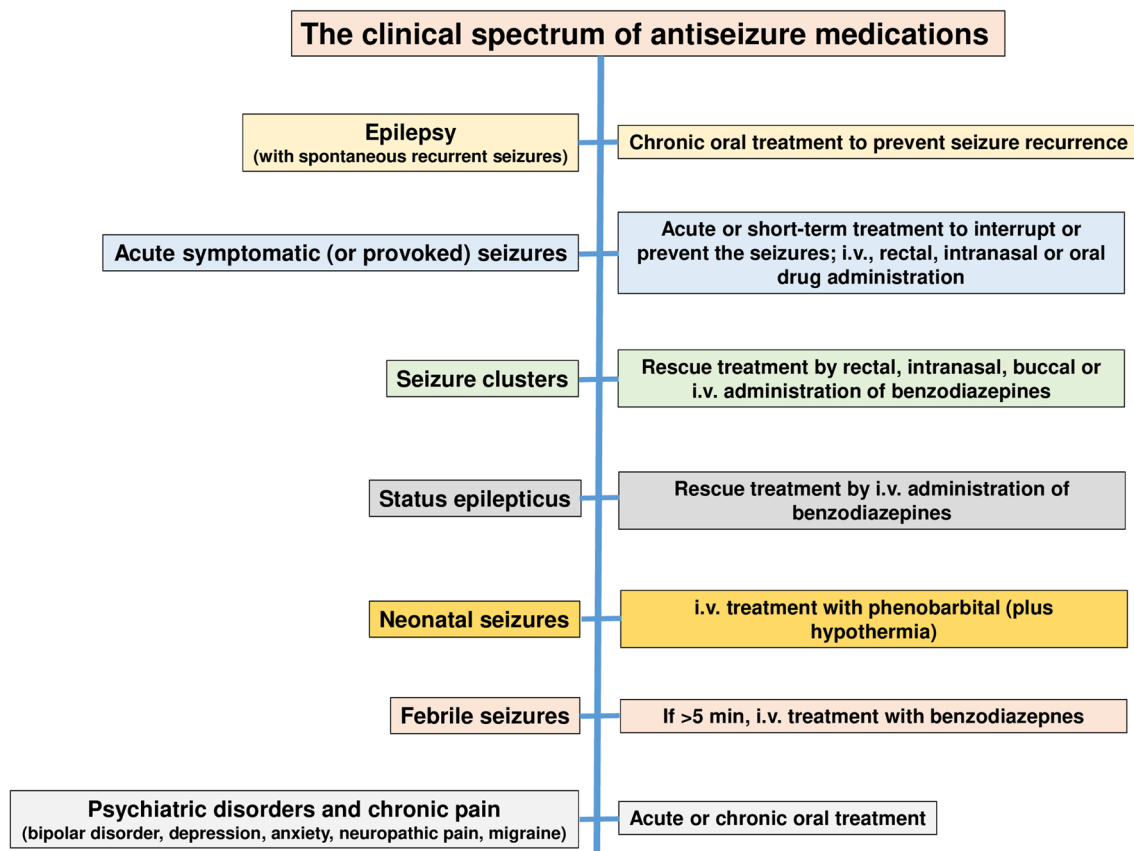 The clinical spectrum of antiseizure medications
Epilepsy
(with spontaneous recurrent seizures)
Chronic oral treatment to prevent seizure recurrence
Acute symptomatic (or provoked) seizures
Acute or short-term treatment to interrupt or
prevent the seizures; i.v., rectal, intranasal or oral
drug administration
Seizure clusters
Rescue treatment by rectal, intranasal, buccal or
i.v. administration of benzodiazepines
Status epilepticus
Rescue treatment by i.v. administration of
benzodiazepines
Neonatal seizures
i.v. treatment with phenobarbital (plus
hypothermia)
Febrile seizures
If >5 min, i.v. treatment with benzodiazepnes
Psychiatric disorders and chronic pain
(bipolar disorder, depression, anxiety, neuropathic pain, migraine)
Acute or chronic oral treatment